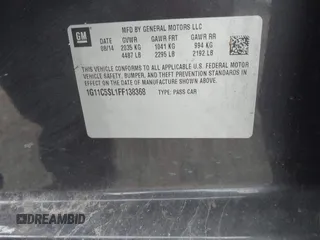 GM
MFD BY GENERAL MOTORS LLC
DATE GVWR GAWR FRT GAWR RR
09/14 2035 KG 1041 KG 994 KG
4487 LB 2295 LB 2192 LB
THIS VEHICLE CONFORMS TO ALL APPLICABLE U.S. FEDERAL MOTOR
VEHICLE SAFETY, BUMPER, AND THEFT PREVENTION STANDARDS IN
EFFECT ON THE DATE OF MANUFACTURE SHOWN ABOVE.
1G11C5SL1FF138368 TYPE: PASS CAR
DREAMBID